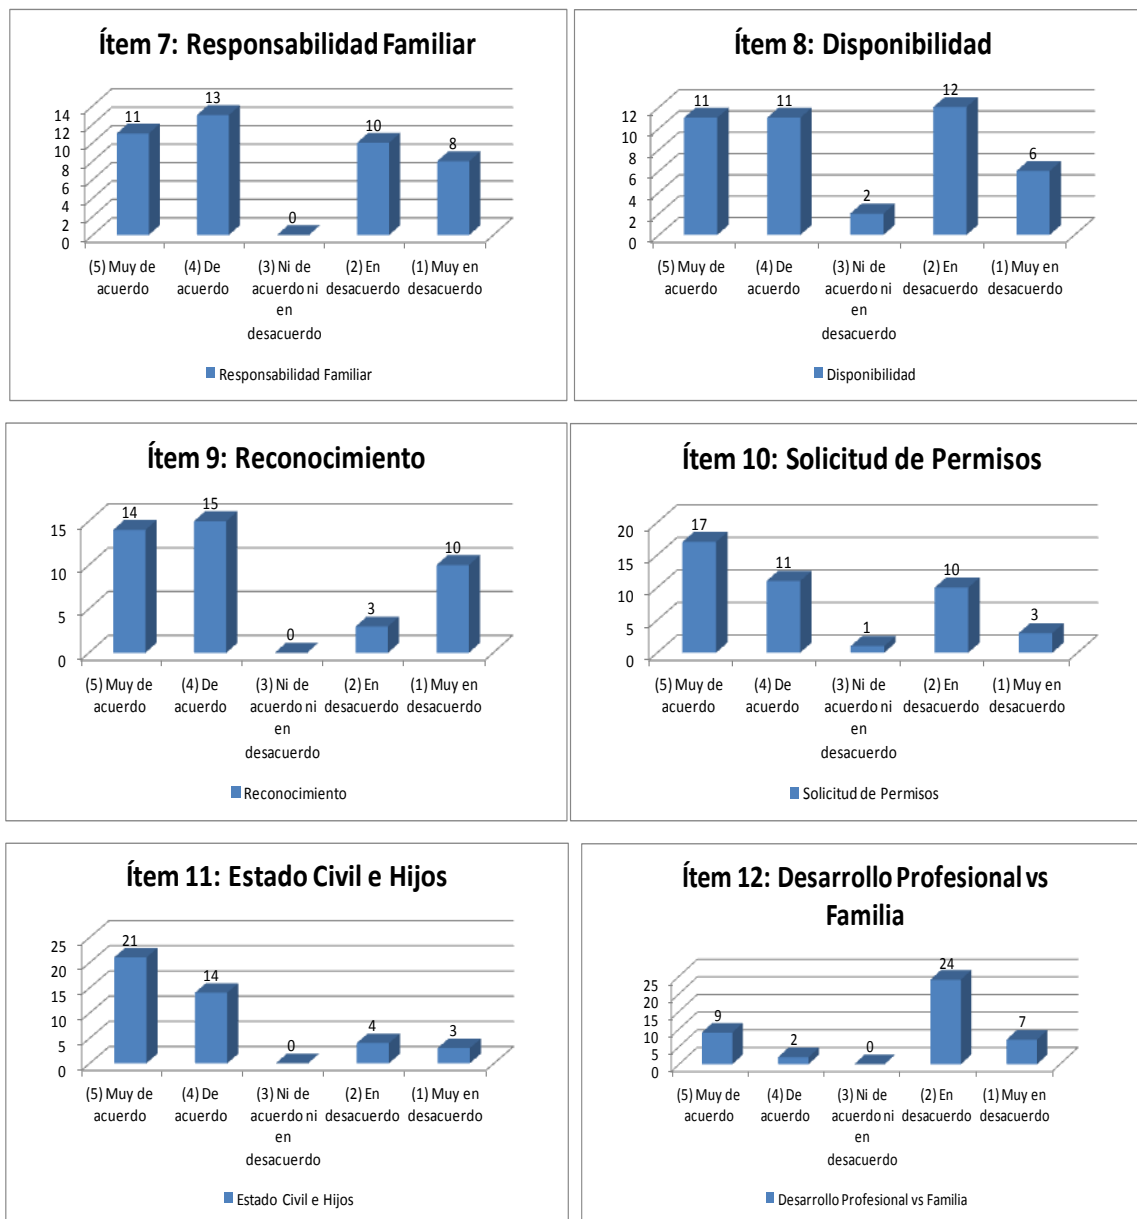 Ítem 7: Responsabilidad Familiar
14
12
10
8
6
4
2
0
11
13
0
10
8
(5) Muy de acuerdo
(4) De acuerdo
(3) Ni de acuerdo ni en desacuerdo
(2) En desacuerdo
(1) Muy en desacuerdo
Responsabilidad Familiar
Ítem 8: Disponibilidad
12
10
8
6
4
2
0
11
11
2
12
6
(5) Muy de acuerdo
(4) De acuerdo
(3) Ni de acuerdo ni en desacuerdo
(2) En desacuerdo
(1) Muy en desacuerdo
Disponibilidad
Ítem 9: Reconocimiento
15
10
5
0
14
15
0
3
10
(5) Muy de acuerdo
(4) De acuerdo
(3) Ni de acuerdo ni en desacuerdo
(2) En desacuerdo
(1) Muy en desacuerdo
Reconocimiento
Ítem 10: Solicitud de Permisos
20
15
10
5
0
17
11
1
10
3
(5) Muy de acuerdo
(4) De acuerdo
(3) Ni de acuerdo ni en desacuerdo
(2) En desacuerdo
(1) Muy en desacuerdo
Solicitud de Permisos
Ítem 11: Estado Civil e Hijos
25
20
15
10
5
0
21
14
0
4
3
(5) Muy de acuerdo
(4) De acuerdo
(3) Ni de acuerdo ni en desacuerdo
(2) En desacuerdo
(1) Muy en desacuerdo
Estado Civil e Hijos
Ítem 12: Desarrollo Profesional vs
Familia
25
20
15
10
5
0
9
2
0
24
7
(5) Muy de acuerdo
(4) De acuerdo
(3) Ni de acuerdo ni en desacuerdo
(2) En desacuerdo
(1) Muy en desacuerdo
Desarrollo Profesional vs Familia